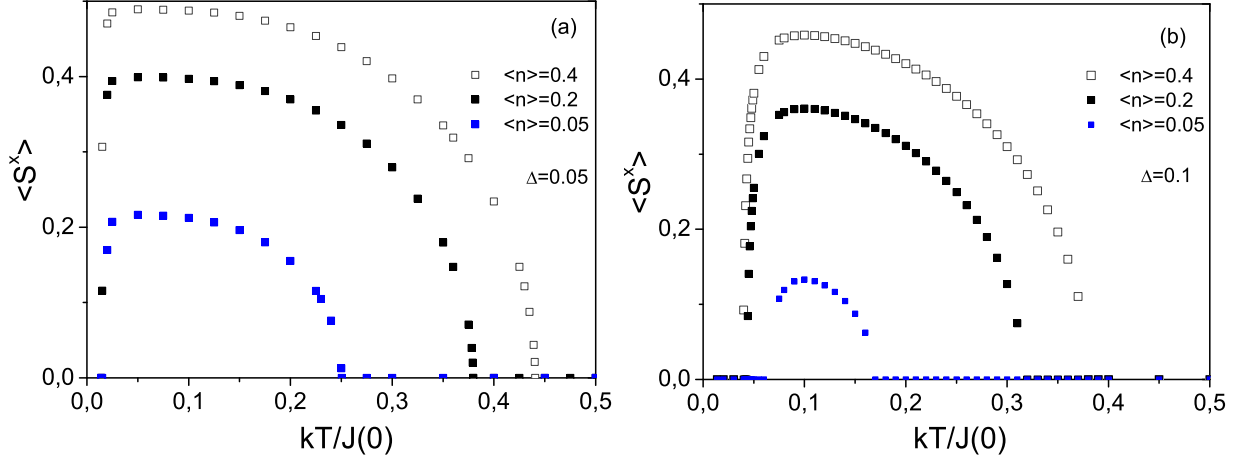 (a)
<S^x>
0,4
0,2
0,0
<n>=0.4
<n>=0.2
<n>=0.05
Δ=0.05
0,0 0,1 0,2 0,3 0,4 0,5
kT/J(0)
(b)
<S^x>
0,4
0,2
0,0
<n>=0.4
<n>=0.2
<n>=0.05
Δ=0.1
0,0 0,1 0,2 0,3 0,4 0,5
kT/J(0)